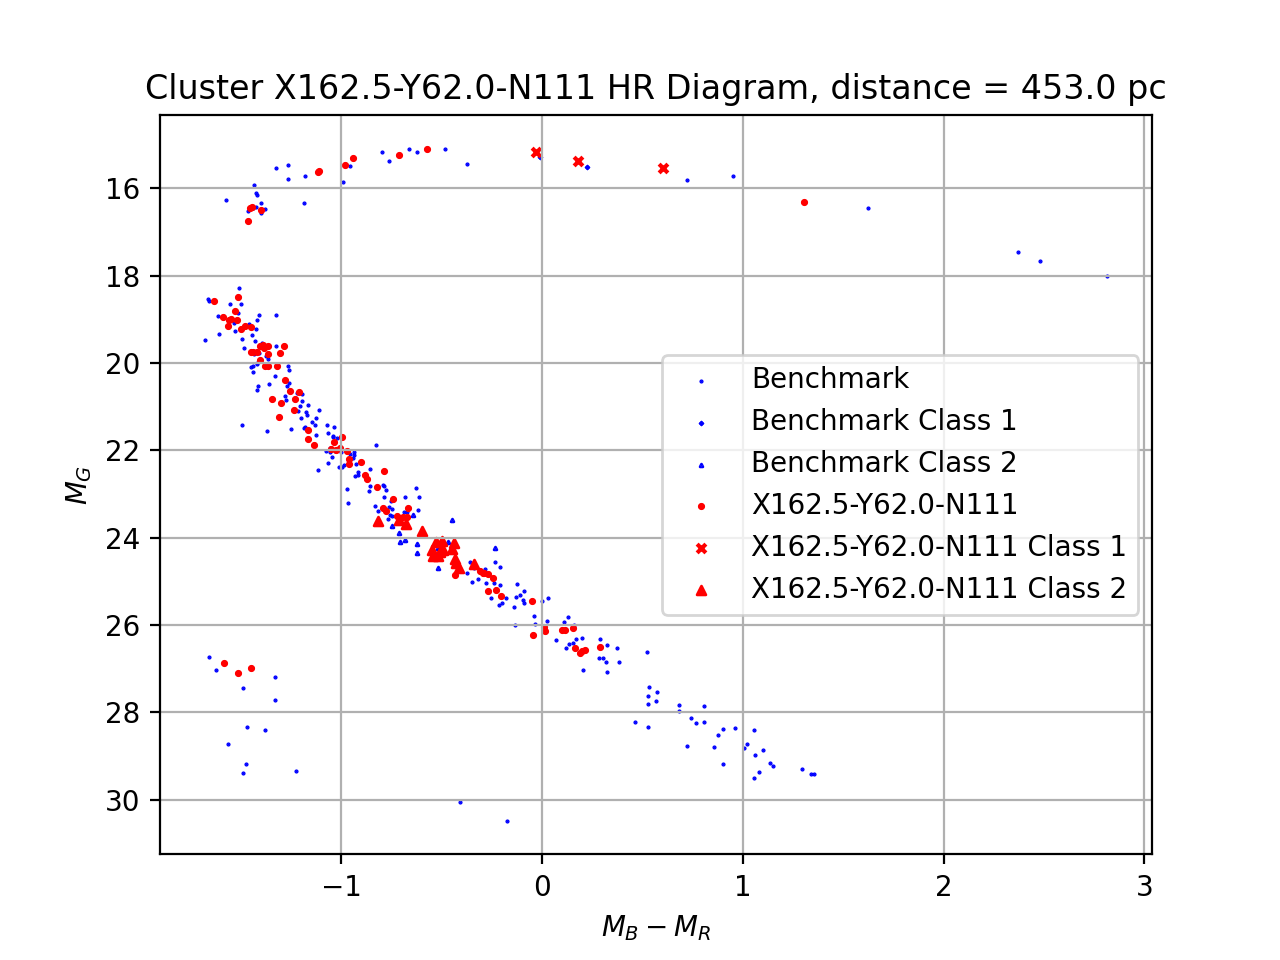 Cluster X162.5-Y62.0-N111 HR Diagram, distance = 453.0 pc
16
18
20
22
24
26
28
30
M_G
Benchmark
Benchmark Class 1
Benchmark Class 2
X162.5-Y62.0-N111
X162.5-Y62.0-N111 Class 1
X162.5-Y62.0-N111 Class 2
−1 0 1 2 3
M_B − M_R